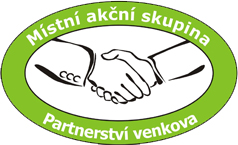 Místní akční skupina
Partnerství venkova